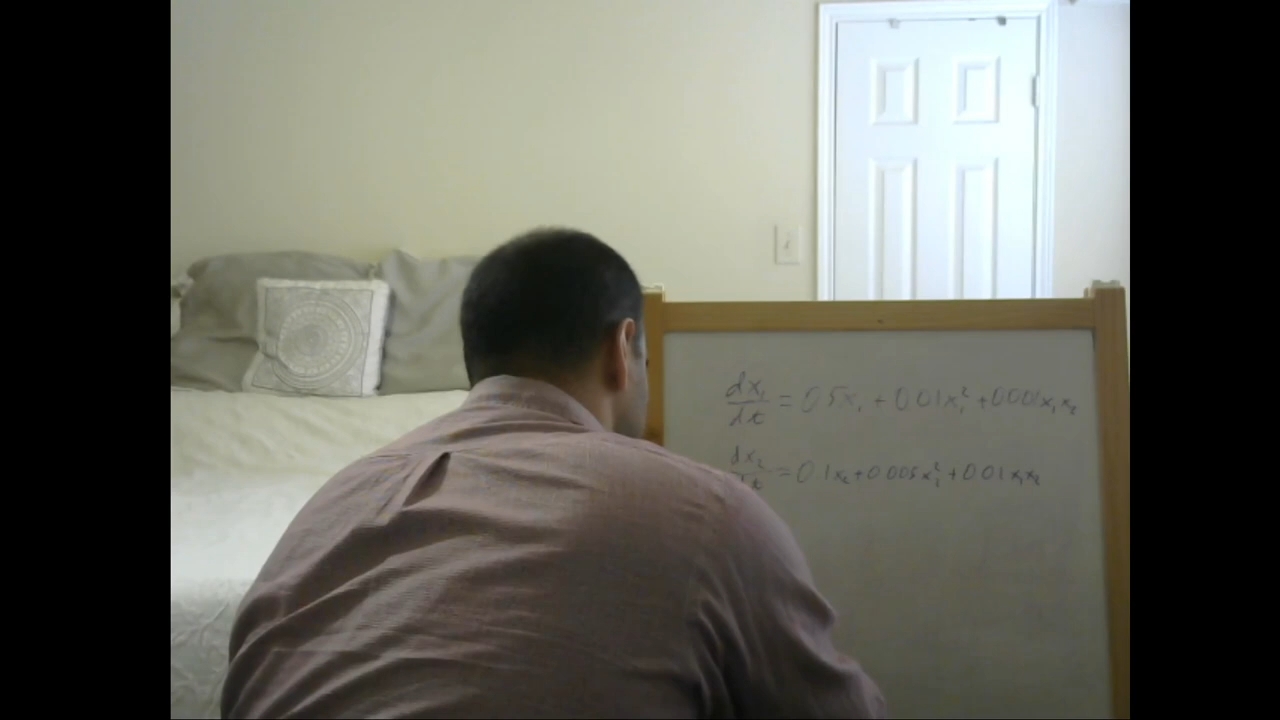 dx₁/dt = 0.5x₁ + 0.01x₁² + 0.001x₁x₂
dx₂/dt = 0.1x₂ + 0.005x₂² + 0.01x₁x₂